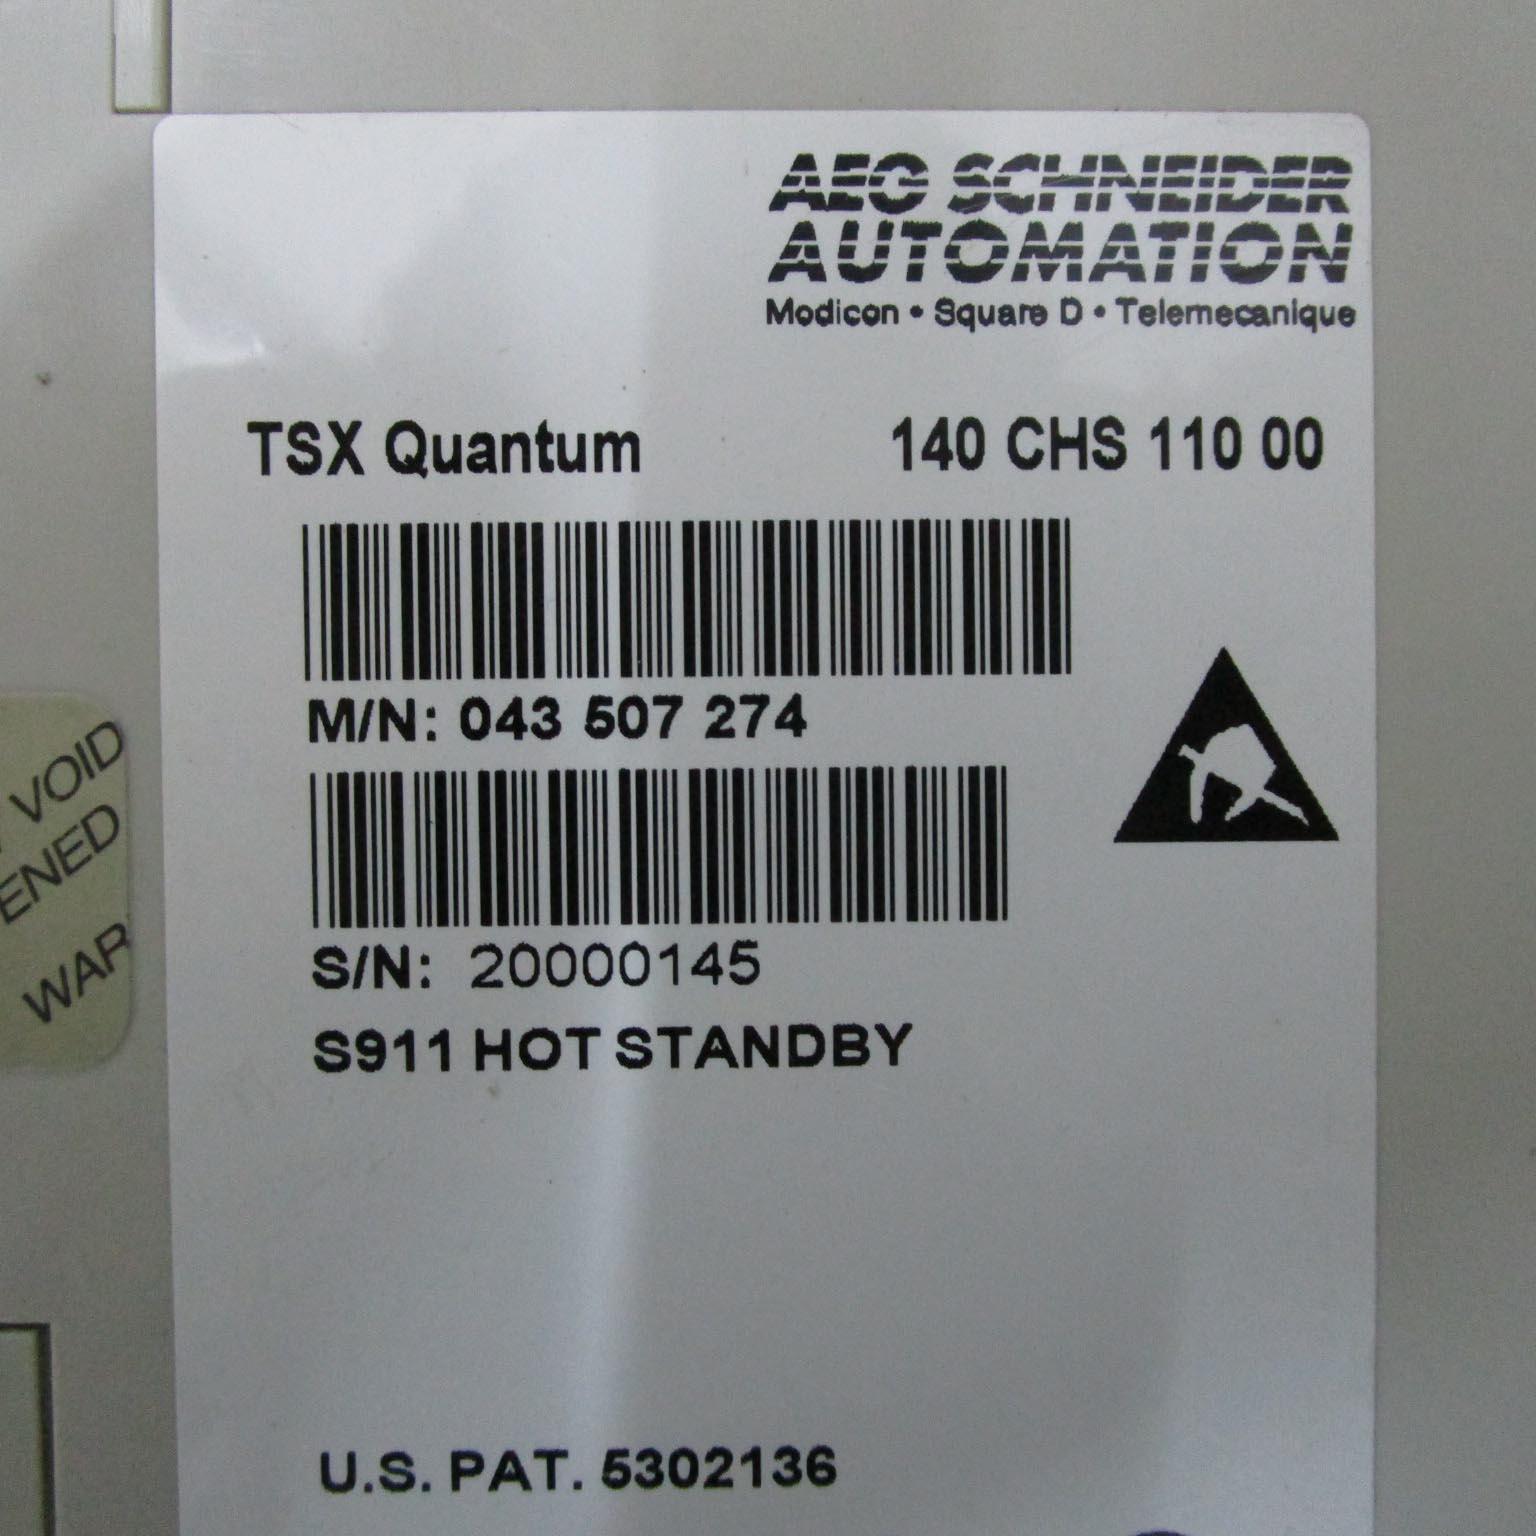 AEG SCHNEIDER
AUTOMATION
Modicon • Square D • Telemecanique
TSX Quantum 140 CHS 110 00
M/N: 043 507 274
S/N: 20000145
S911 HOT STANDBY
U.S. PAT. 5302136
VOID
ENED
WAR